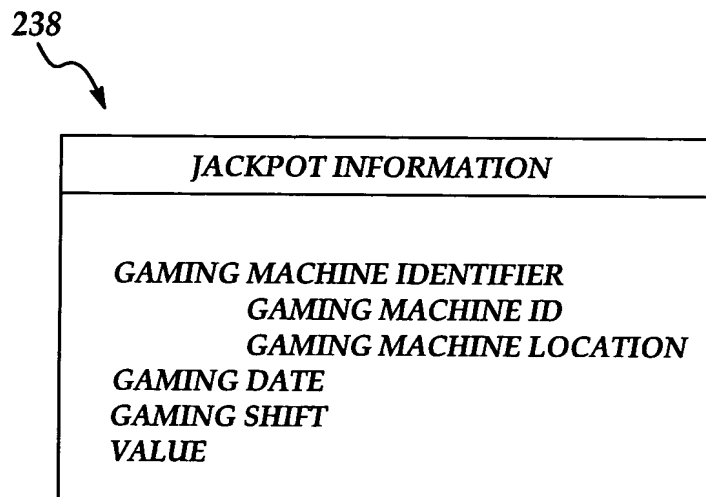 238
JACKPOT INFORMATION
GAMING MACHINE IDENTIFIER
GAMING MACHINE ID
GAMING MACHINE LOCATION
GAMING DATE
GAMING SHIFT
VALUE